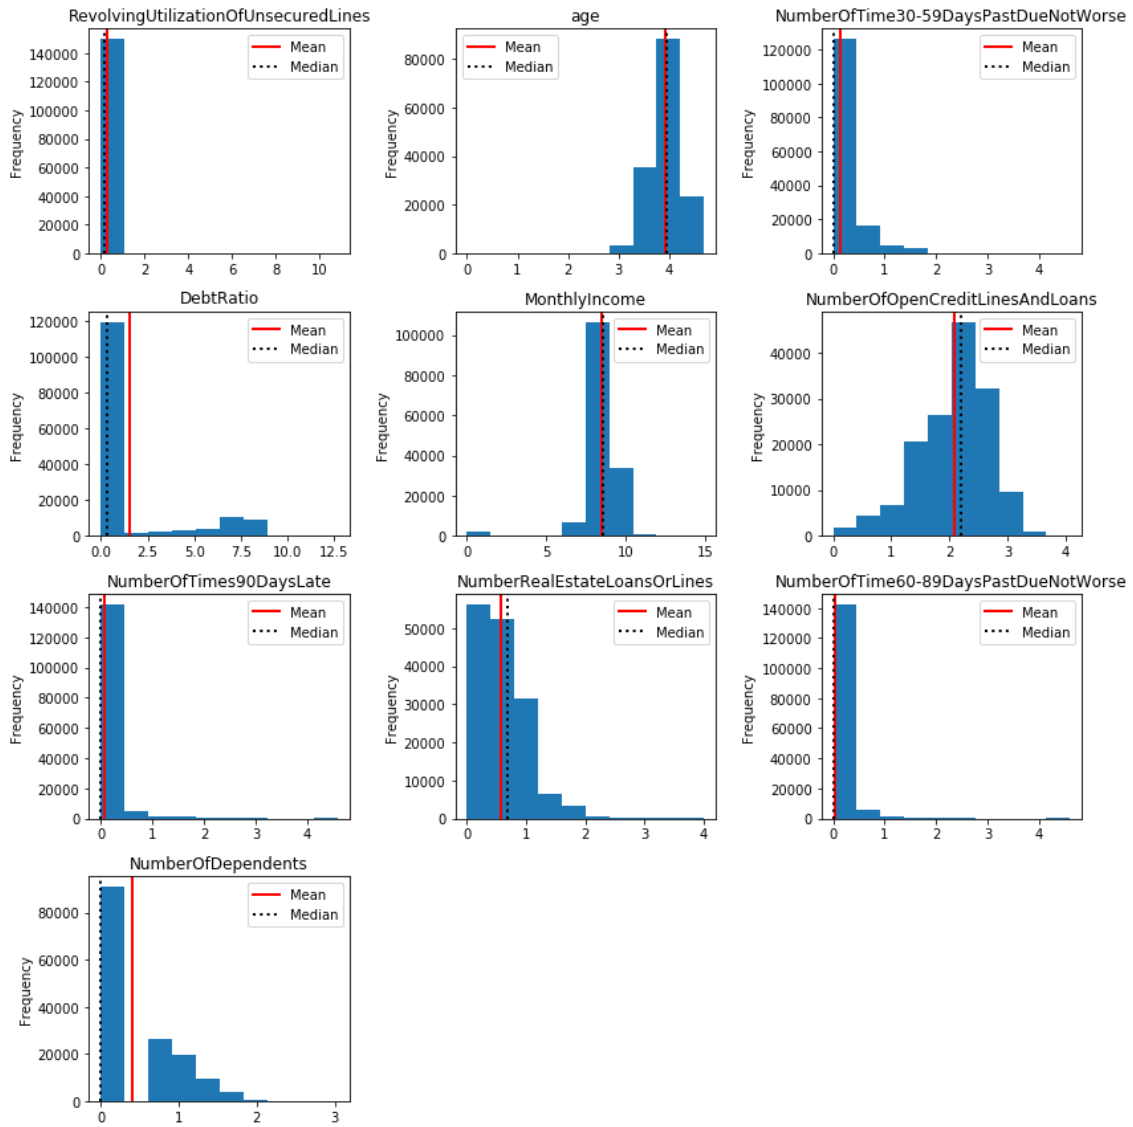 RevolvingUtilizationOfUnsecuredLines
Frequency
140000
120000
100000
80000
60000
40000
20000
0
0 2 4 6 8 10
Mean
Median
age
Frequency
80000
60000
40000
20000
0
0 1 2 3 4
Mean
Median
NumberOfTime30-59DaysPastDueNotWorse
Frequency
120000
100000
80000
60000
40000
20000
0
0 1 2 3 4
Mean
Median
DebtRatio
Frequency
120000
100000
80000
60000
40000
20000
0
0.0 2.5 5.0 7.5 10.0 12.5
Mean
Median
MonthlyIncome
Frequency
100000
80000
60000
40000
20000
0
0 5 10 15
Mean
Median
NumberOfOpenCreditLinesAndLoans
Frequency
40000
30000
20000
10000
0
0 1 2 3 4
Mean
Median
NumberOfTimes90DaysLate
Frequency
140000
120000
100000
80000
60000
40000
20000
0
0 1 2 3 4
Mean
Median
NumberRealEstateLoansOrLines
Frequency
50000
40000
30000
20000
10000
0
0 1 2 3 4
Mean
Median
NumberOfTime60-89DaysPastDueNotWorse
Frequency
140000
120000
100000
80000
60000
40000
20000
0
0 1 2 3 4
Mean
Median
NumberOfDependents
Frequency
80000
60000
40000
20000
0
0 1 2 3
Mean
Median